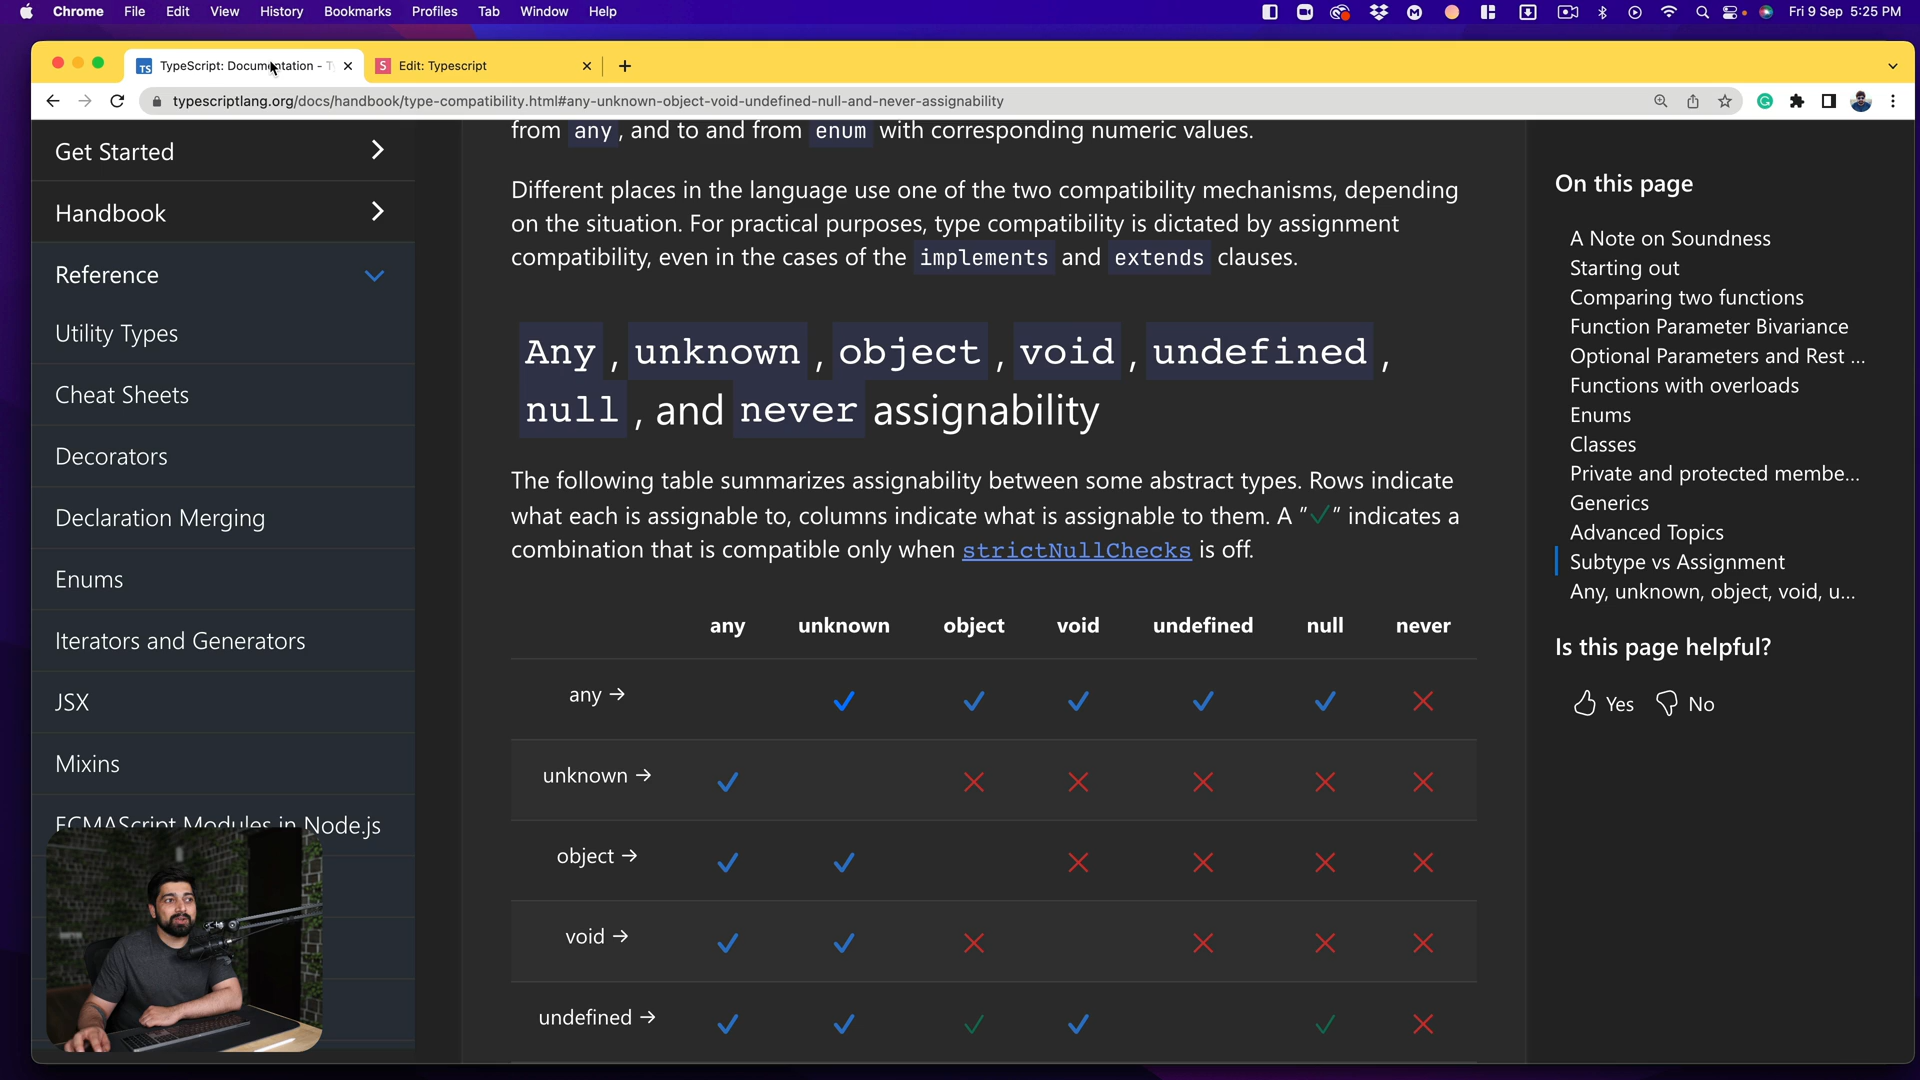 Chrome File Edit View History Bookmarks Profiles Tab Window Help Fri 9 Sep 5:25 PM
TypeScript: Documentation - T
Edit: Typescript
typescriptlang.org/docs/handbook/type-compatibility.html#any-unknown-object-void-undefined-null-and-never-assignability
Get Started
Handbook
Reference
Utility Types
Cheat Sheets
Decorators
Declaration Merging
Enums
Iterators and Generators
JSX
Mixins
ECMAScript Modules in Node.js
from any, and to and from enum with corresponding numeric values.
Different places in the language use one of the two compatibility mechanisms, depending
on the situation. For practical purposes, type compatibility is dictated by assignment
compatibility, even in the cases of the implements and extends clauses.
Any, unknown, object, void, undefined,
null, and never assignability
The following table summarizes assignability between some abstract types. Rows indicate
what each is assignable to, columns indicate what is assignable to them. A "✓" indicates a
combination that is compatible only when strictNullChecks is off.
any unknown object void undefined null never
any → ✓ ✓ ✓ ✓ ✓ ✕
unknown → ✓ ✕ ✕ ✕ ✕ ✕
object → ✓ ✓ ✕ ✕ ✕ ✕
void → ✓ ✓ ✕ ✕ ✕ ✕
undefined → ✓ ✓ ✓ ✓ ✓ ✕
On this page
A Note on Soundness
Starting out
Comparing two functions
Function Parameter Bivariance
Optional Parameters and Rest ...
Functions with overloads
Enums
Classes
Private and protected membe...
Generics
Advanced Topics
Subtype vs Assignment
Any, unknown, object, void, u...
Is this page helpful?
Yes No